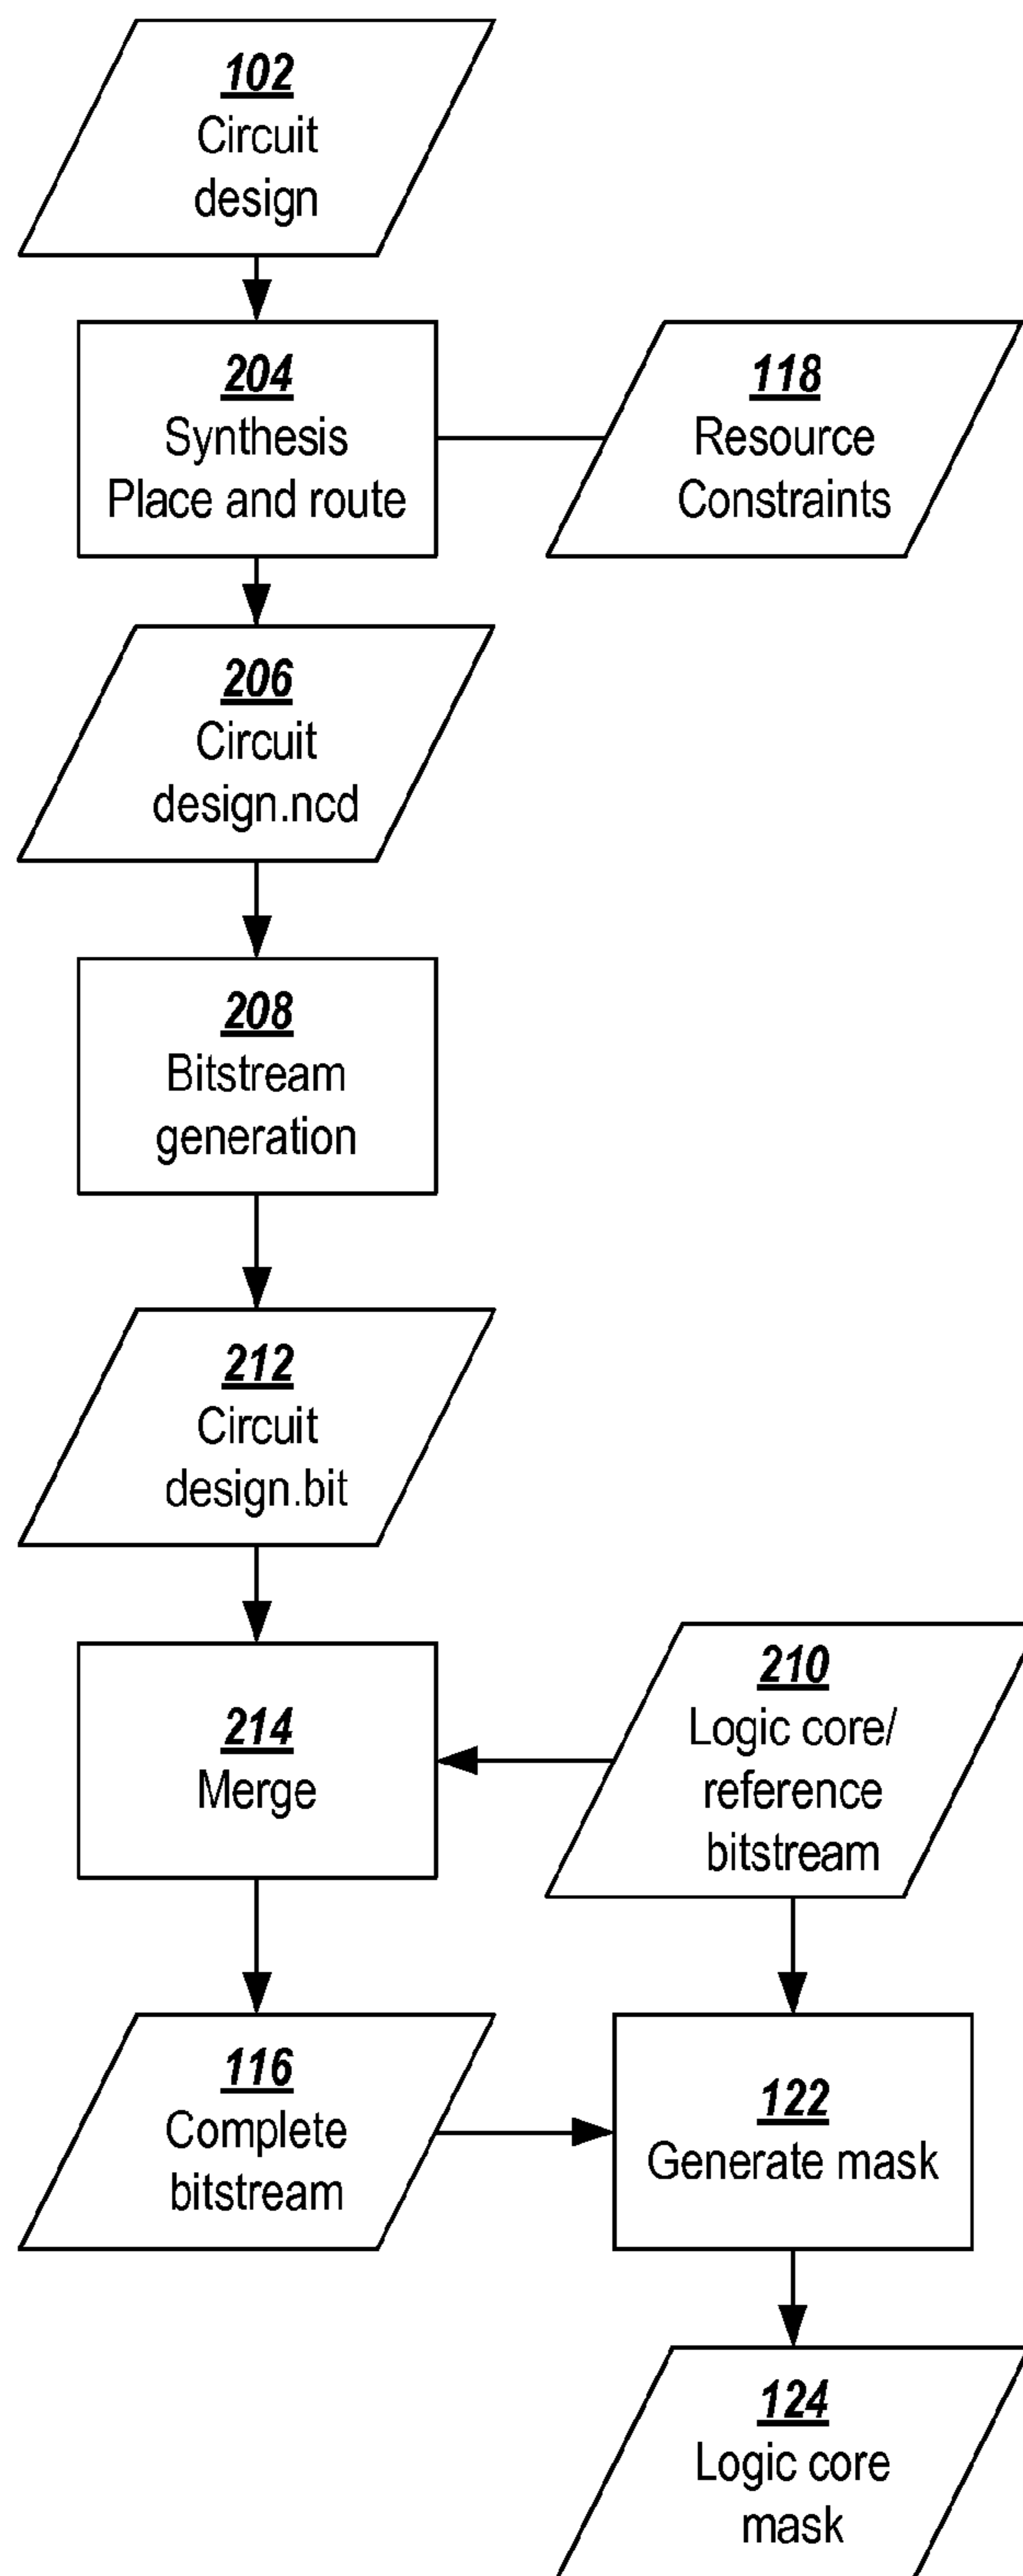 102
Circuit
design
204
Synthesis
Place and route
118
Resource
Constraints
206
Circuit
design.ncd
208
Bitstream
generation
212
Circuit
design.bit
214
Merge
210
Logic core/
reference
bitstream
116
Complete
bitstream
122
Generate mask
124
Logic core
mask